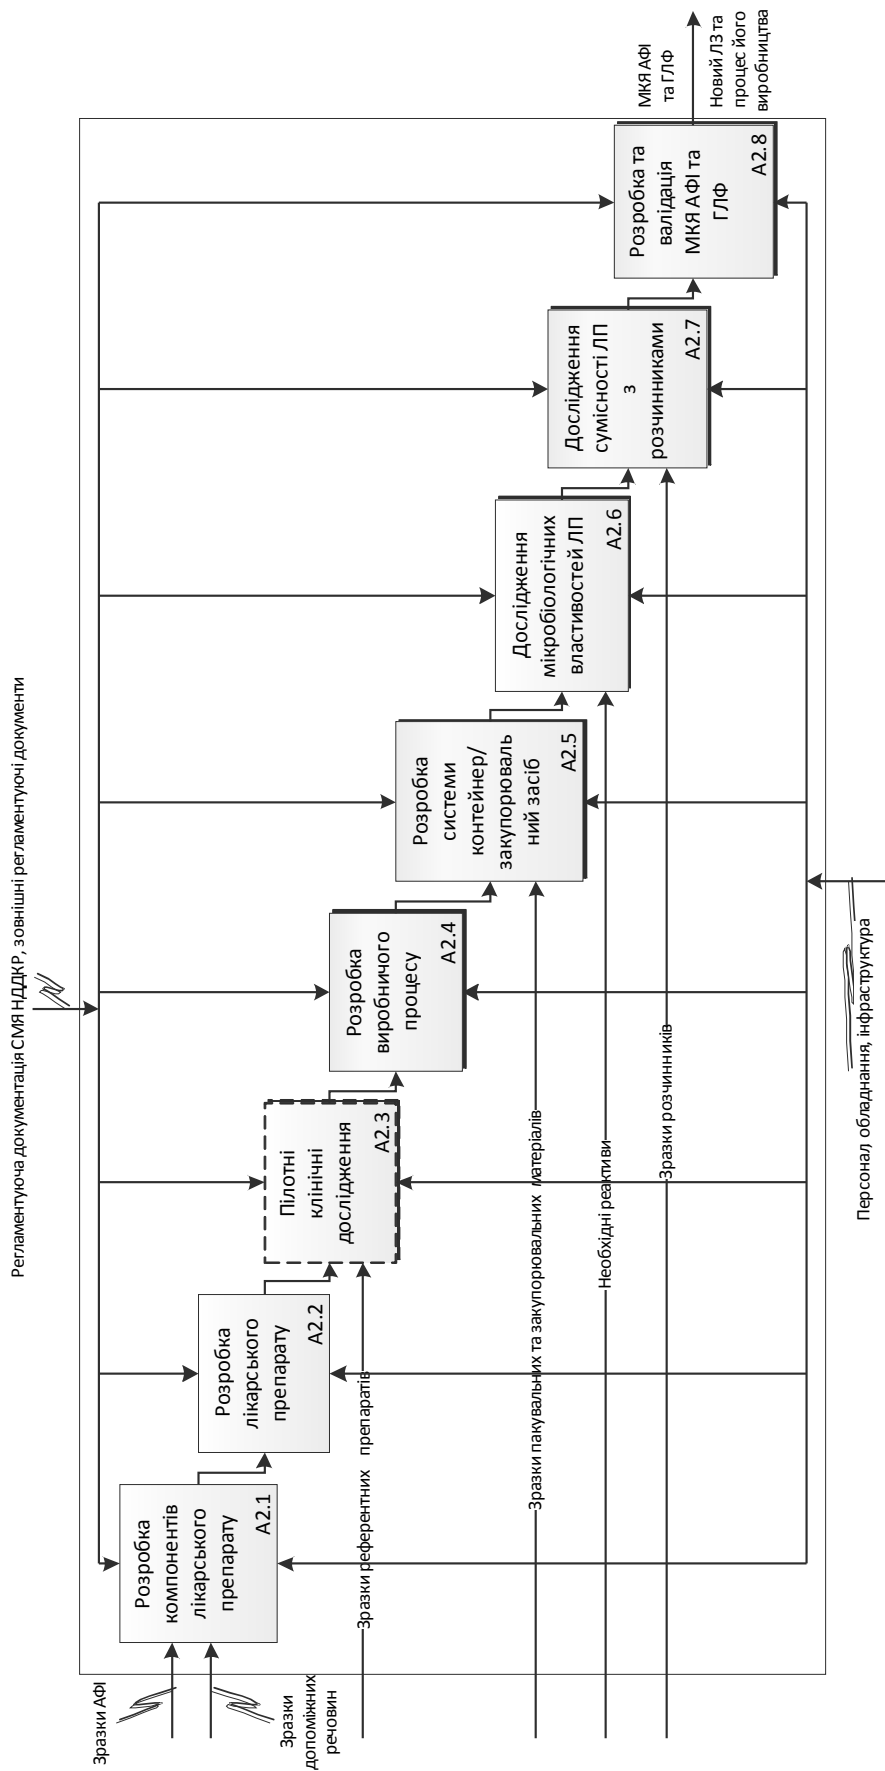 Регламентуюча документація СМЯ НДДКР, зовнішні регламентуючі документи
Зразки АФІ
Зразки
допоміжних
речовин
Розробка
компонентів
лікарського
препарату
А2.1
Розробка
лікарського
препарату
А2.2
Зразки референтних препаратів
Пілотні
клінічні
дослідження
А2.3
Розробка
виробничого
процесу
А2.4
Зразки пакувальних та закупорювальних матеріалів
Розробка
системи
контейнер/
закупорюваль
ний засіб
А2.5
Необхідні реактиви
Дослідження
мікробіологічних
властивостей ЛП
А2.6
Зразки розчинників
Дослідження
сумісності ЛП
з
розчинниками
А2.7
Розробка та
валідація
МКЯ АФІ та
ГЛФ
А2.8
МКЯ АФІ
та ГЛФ
Новий ЛЗ та
процес його
виробництва
Персонал, обладнання, інфраструктура